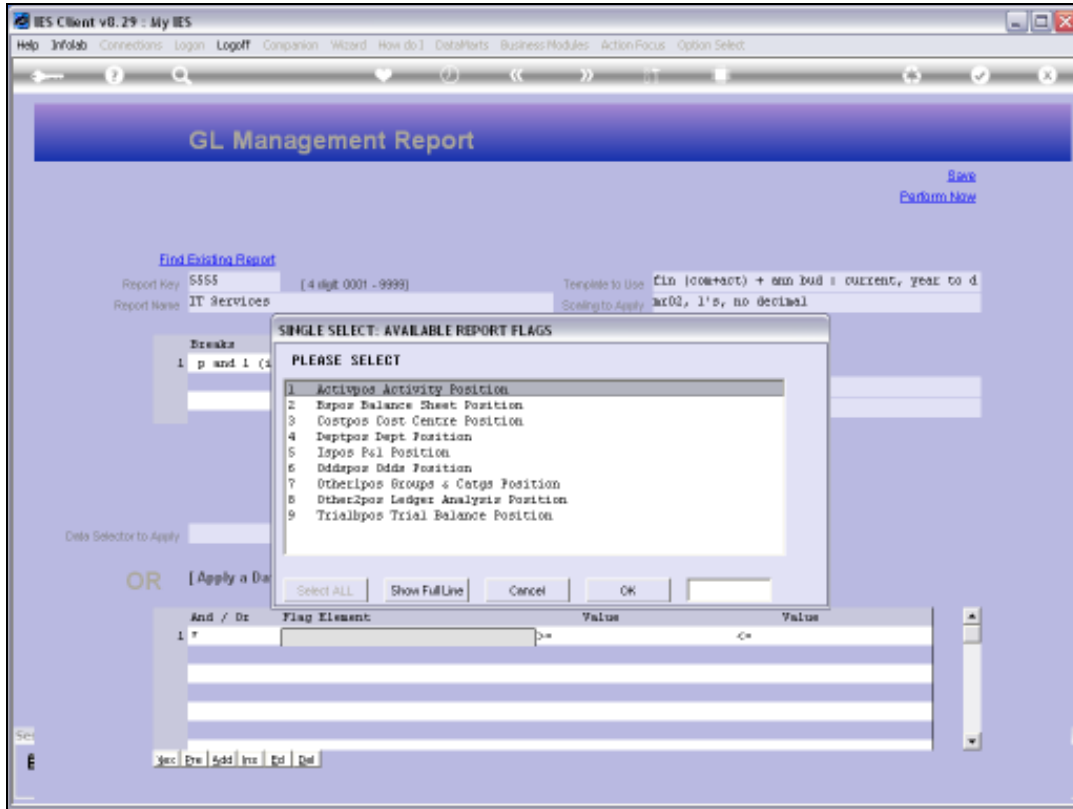 IES Client v8.29 : My IES
Help Infolab Connections Logon Logoff Companion Wizard How do I DataMarts Business Modules Action Focus Option Select
GL Management Report
Save
Perform Now
Find Existing Report
Report Key 5555 [ 4 digit: 0001 - 9999] Template to Use fin (com+act) + ann bud : current, year to d
Report Name IT Services Scaling to Apply mr02, 1's, no decimal
SINGLE SELECT: AVAILABLE REPORT FLAGS
Breaks
1 p and l (i
PLEASE SELECT
1 Activpos Activity Position
2 Bspos Balance Sheet Position
3 Costpos Cost Centre Position
4 Deptpos Dept Position
5 Ispos P&l Position
6 Oddspos Odds Position
7 Other1pos Groups & Catgs Position
8 Other2pos Ledger Analysis Position
9 Trialbpos Trial Balance Position
Data Selector to Apply
OR [ Apply a Da
Select ALL Show Full Line Cancel OK
And / Or Flag Element Value Value
1 >= <=
Nex Pre Add Ins Ed Del